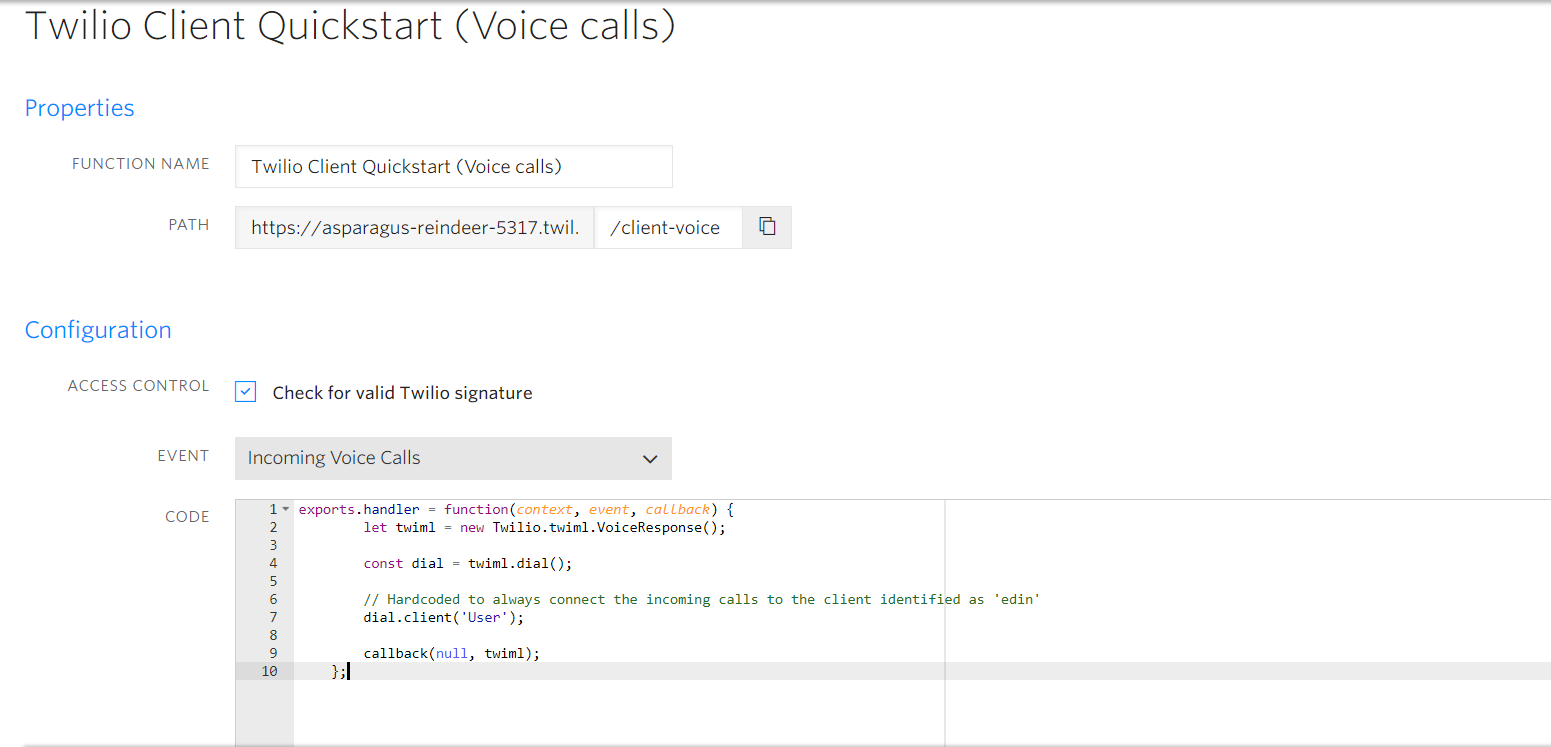 Twilio Client Quickstart (Voice calls)
Properties
FUNCTION NAME
Twilio Client Quickstart (Voice calls)
PATH
https://asparagus-reindeer-5317.twil.
/client-voice
Configuration
ACCESS CONTROL
Check for valid Twilio signature
EVENT
Incoming Voice Calls
CODE
1 exports.handler = function(context, event, callback) {
2 let twiml = new Twilio.twiml.VoiceResponse();
3
4 const dial = twiml.dial();
5
6 // Hardcoded to always connect the incoming calls to the client identified as 'edin'
7 dial.client('User');
8
9 callback(null, twiml);
10 };